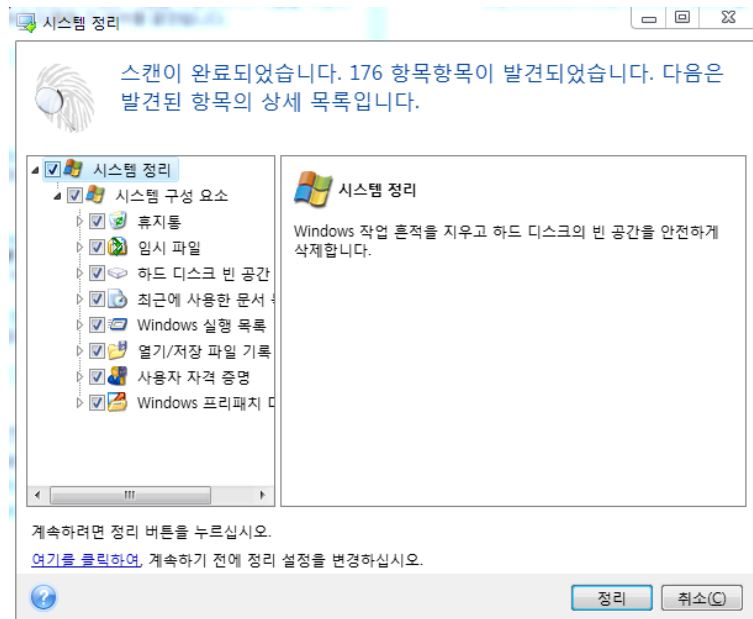 시스템 정리
스캔이 완료되었습니다. 176 항목항목이 발견되었습니다. 다음은
발견된 항목의 상세 목록입니다.
시스템 정리
시스템 구성 요소
휴지통
임시 파일
하드 디스크 빈 공간
최근에 사용한 문서
Windows 실행 목록
열기/저장 파일 기록
사용자 자격 증명
Windows 프리패치
시스템 정리
Windows 작업 흔적을 지우고 하드 디스크의 빈 공간을 안전하게
삭제합니다.
계속하려면 정리 버튼을 누르십시오.
여기를 클릭하여, 계속하기 전에 정리 설정을 변경하십시오.
정리
취소(C)